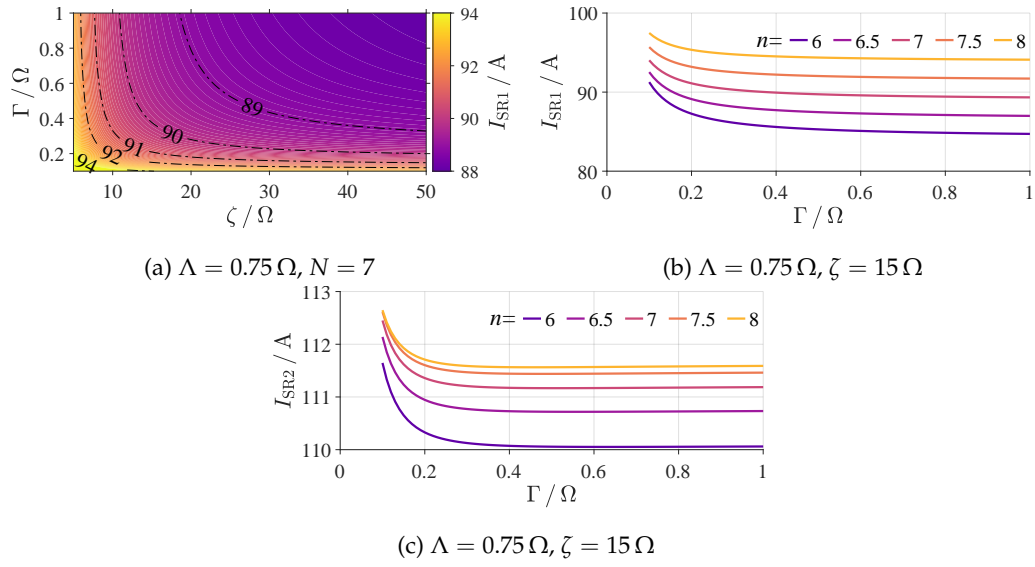 1
0.8
0.6
0.4
0.2
Γ / Ω
10 20 30 40 50
ζ / Ω
89
90
91
92
94
94
92
90
88
I_SR1 / A
(a) Λ = 0.75 Ω, N = 7
100
90
80
I_SR1 / A
n= 6 6.5 7 7.5 8
0 0.2 0.4 0.6 0.8 1
Γ / Ω
(b) Λ = 0.75 Ω, ζ = 15 Ω
113
112
111
110
I_SR2 / A
n= 6 6.5 7 7.5 8
0 0.2 0.4 0.6 0.8 1
Γ / Ω
(c) Λ = 0.75 Ω, ζ = 15 Ω